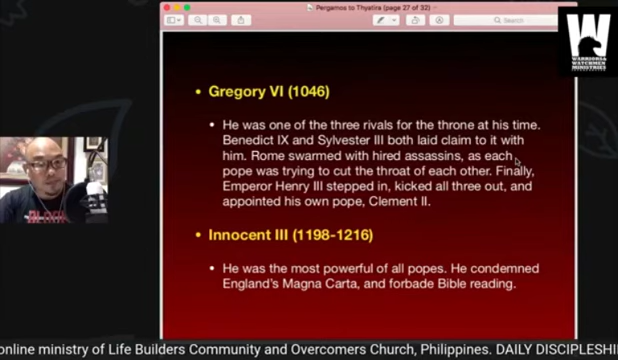 Pergamos to Thyatira (page 27 of 32)
Search
W
WARRIORS &
WATCHMEN
MINISTRIES
• Gregory VI (1046)
• He was one of the three rivals for the throne at his time.
Benedict IX and Sylvester III both laid claim to it with
him. Rome swarmed with hired assassins, as each
pope was trying to cut the throat of each other. Finally,
Emperor Henry III stepped in, kicked all three out, and
appointed his own pope, Clement II.
• Innocent III (1198-1216)
• He was the most powerful of all popes. He condemned
England's Magna Carta, and forbade Bible reading.
online ministry of Life Builders Community and Overcomers Church, Philippines. DAILY DISCIPLESHI